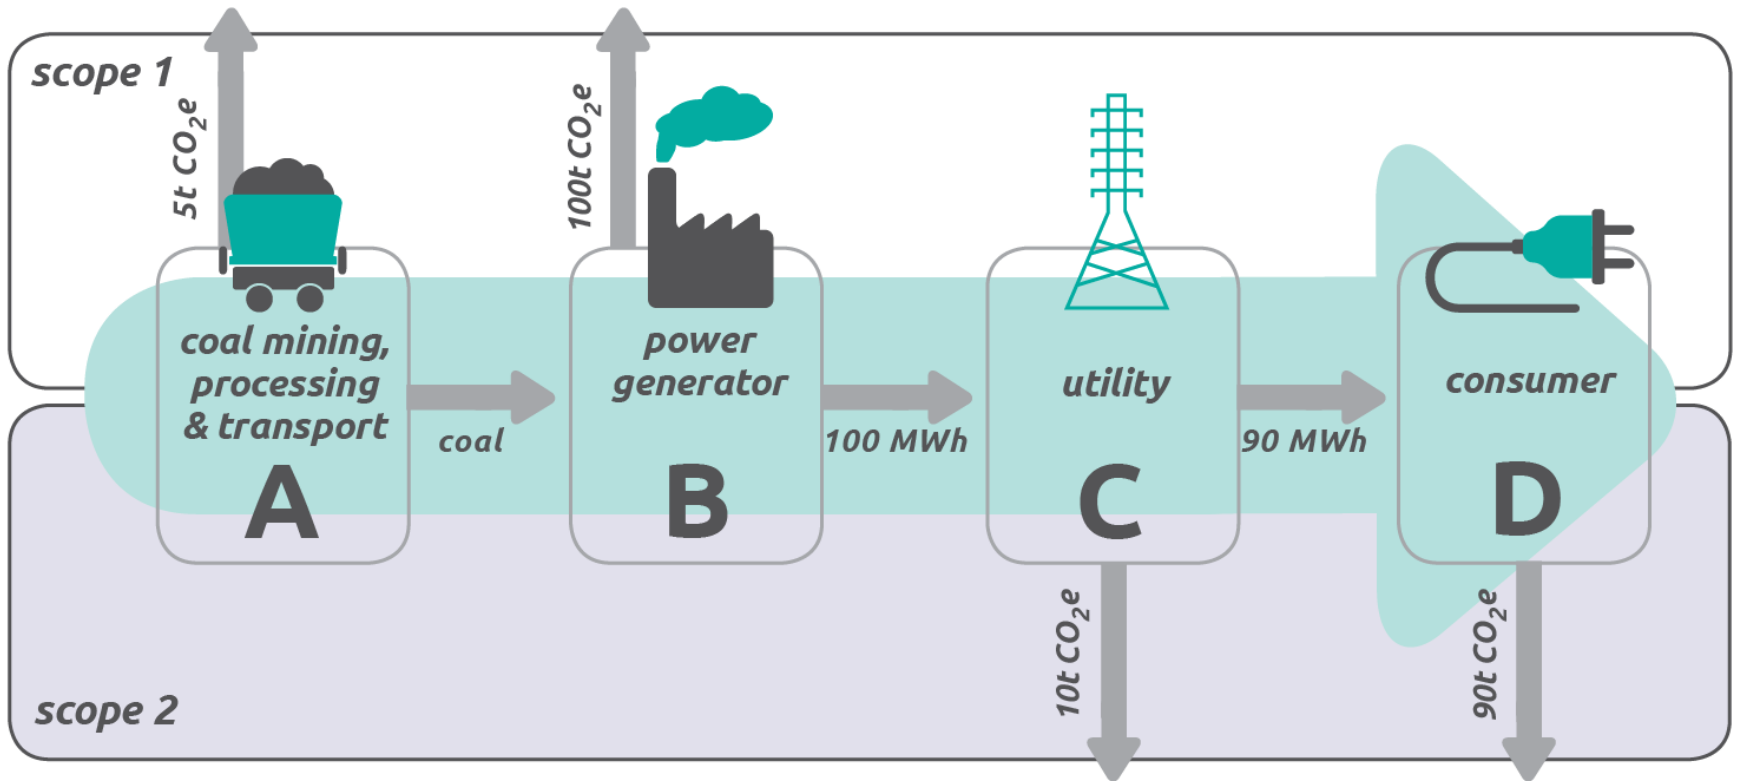 scope 1
5t CO₂e
100t CO₂e
coal mining,
processing
& transport
A
coal
power
generator
B
100 MWh
utility
C
90 MWh
consumer
D
scope 2
10t CO₂e
90t CO₂e